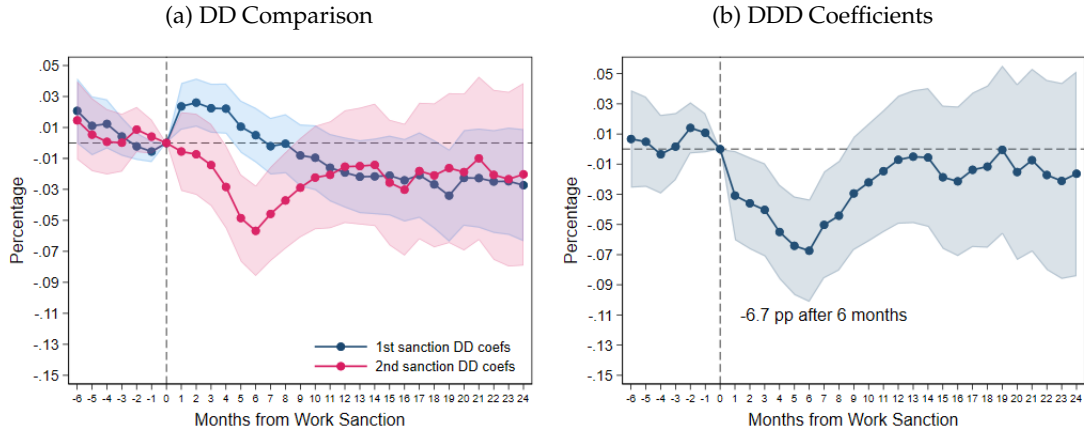 (a) DD Comparison
.05
.03
.01
-.01
-.03
-.05
-.07
-.09
-.11
-.13
-.15
Percentage
1st sanction DD coefs
2nd sanction DD coefs
-6 -5 -4 -3 -2 -1 0 1 2 3 4 5 6 7 8 9 10 11 12 13 14 15 16 17 18 19 20 21 22 23 24
Months from Work Sanction
(b) DDD Coefficients
.05
.03
.01
-.01
-.03
-.05
-.07
-.09
-.11
-.13
-.15
Percentage
-6.7 pp after 6 months
-6 -5 -4 -3 -2 -1 0 1 2 3 4 5 6 7 8 9 10 11 12 13 14 15 16 17 18 19 20 21 22 23 24
Months from Work Sanction